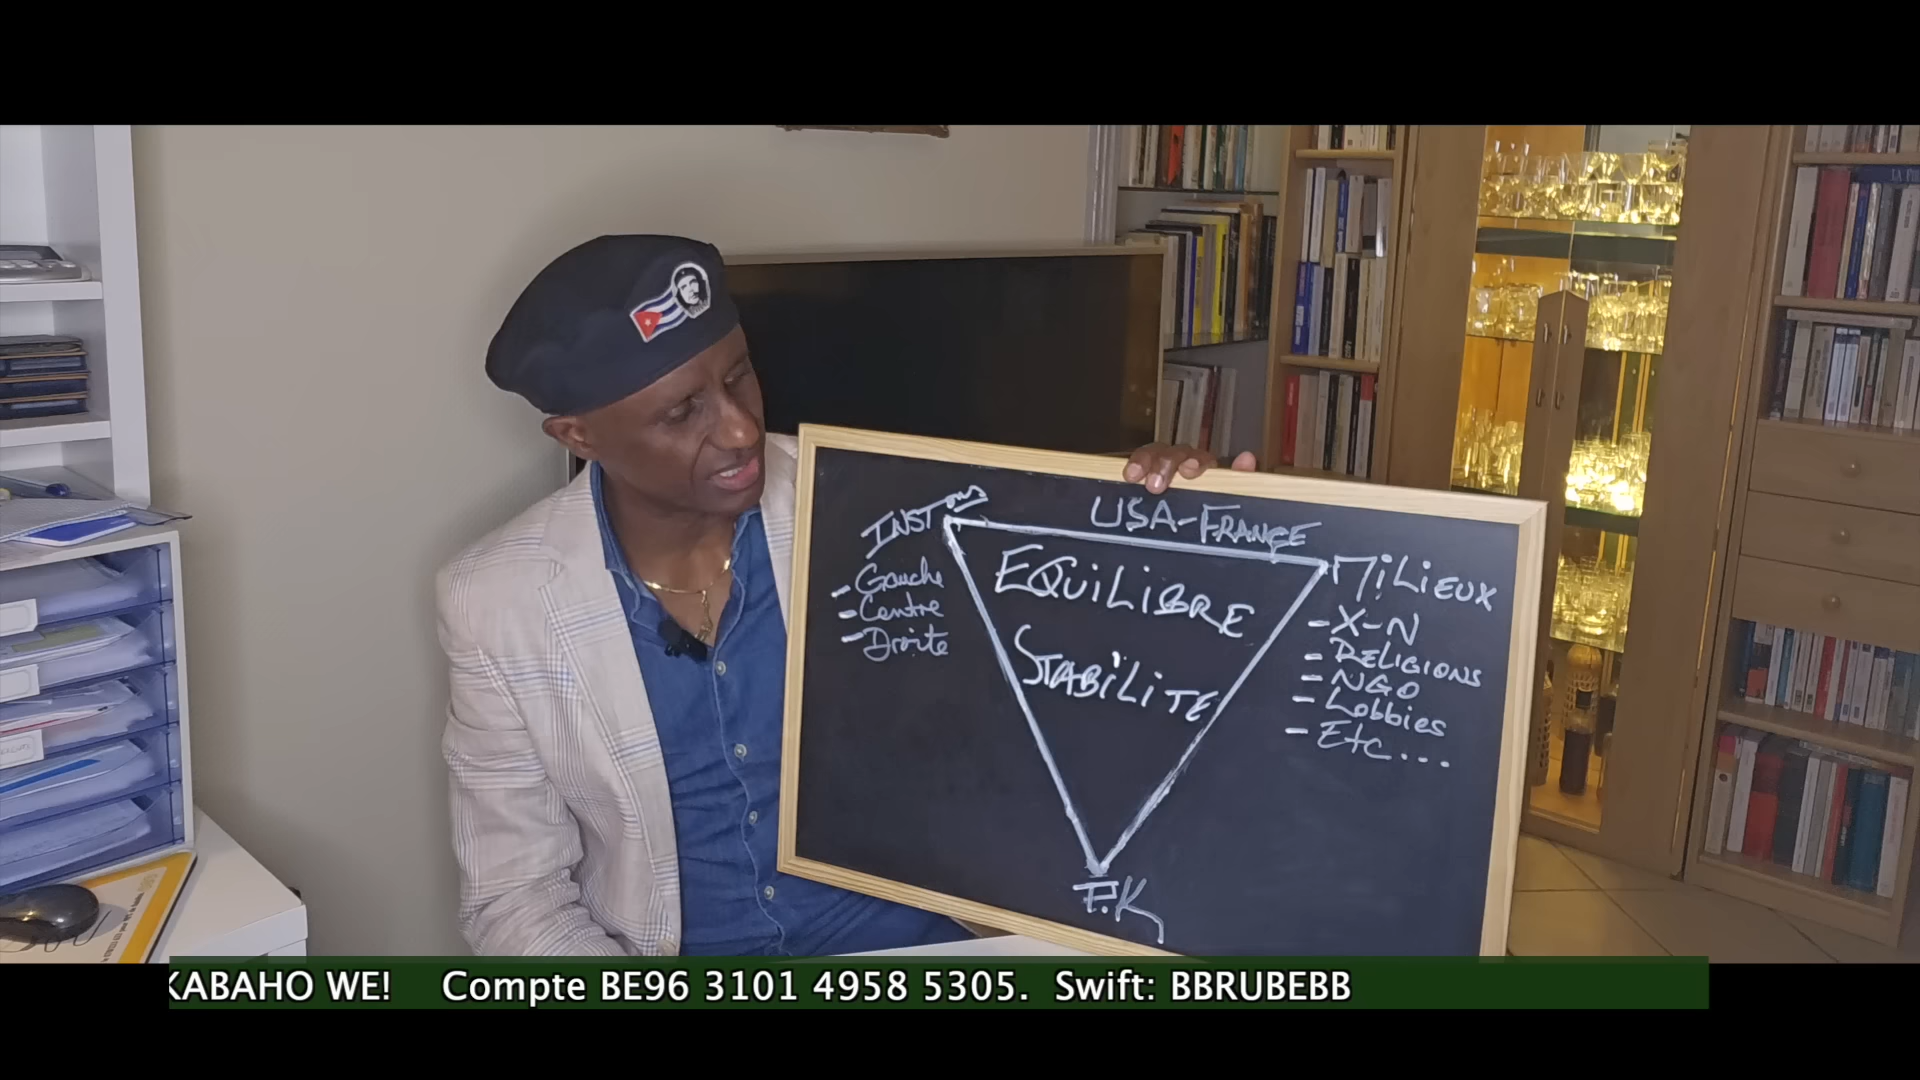 INSTons
- Gauche
- Centre
- Droite
USA-FRANCE
EQUILIBRE
STABILITE
MILIEUX
- X-N
- RELIGIONS
- NGO
- Lobbies
- Etc...
P.K
KABAHO WE! Compte BE96 3101 4958 5305. Swift: BBRUBEBB